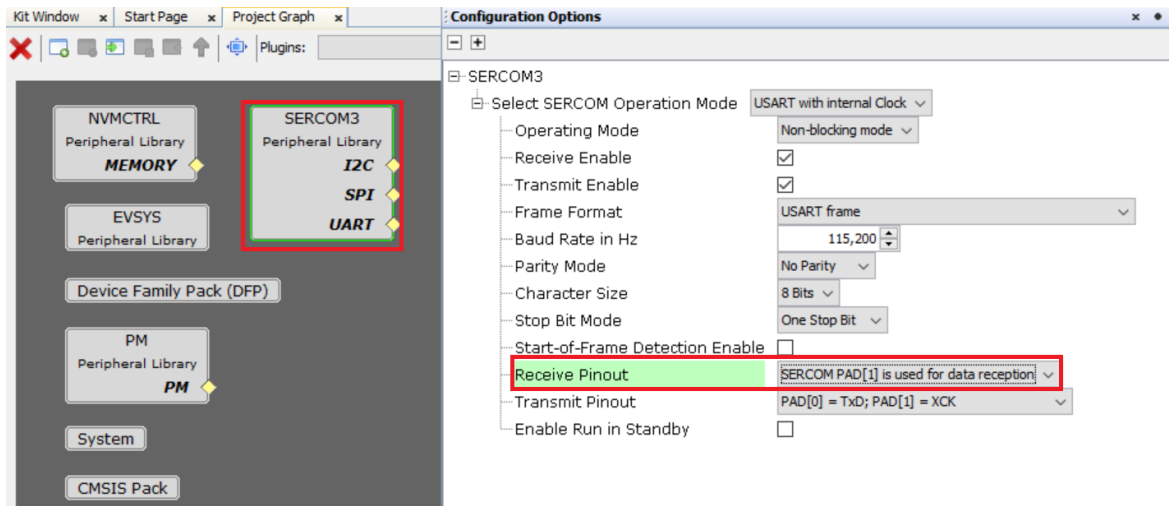 Kit Window x Start Page x Project Graph x
Plugins:
NVMCTRL
Peripheral Library
MEMORY
SERCOM3
Peripheral Library
I2C
SPI
UART
EVSYS
Peripheral Library
Device Family Pack (DFP)
PM
Peripheral Library
PM
System
CMSIS Pack
Configuration Options x
SERCOM3
Select SERCOM Operation Mode USART with internal Clock
Operating Mode Non-blocking mode
Receive Enable
Transmit Enable
Frame Format USART frame
Baud Rate in Hz 115,200
Parity Mode No Parity
Character Size 8 Bits
Stop Bit Mode One Stop Bit
Start-of-Frame Detection Enable
Receive Pinout SERCOM PAD[1] is used for data reception
Transmit Pinout PAD[0] = TxD; PAD[1] = XCK
Enable Run in Standby